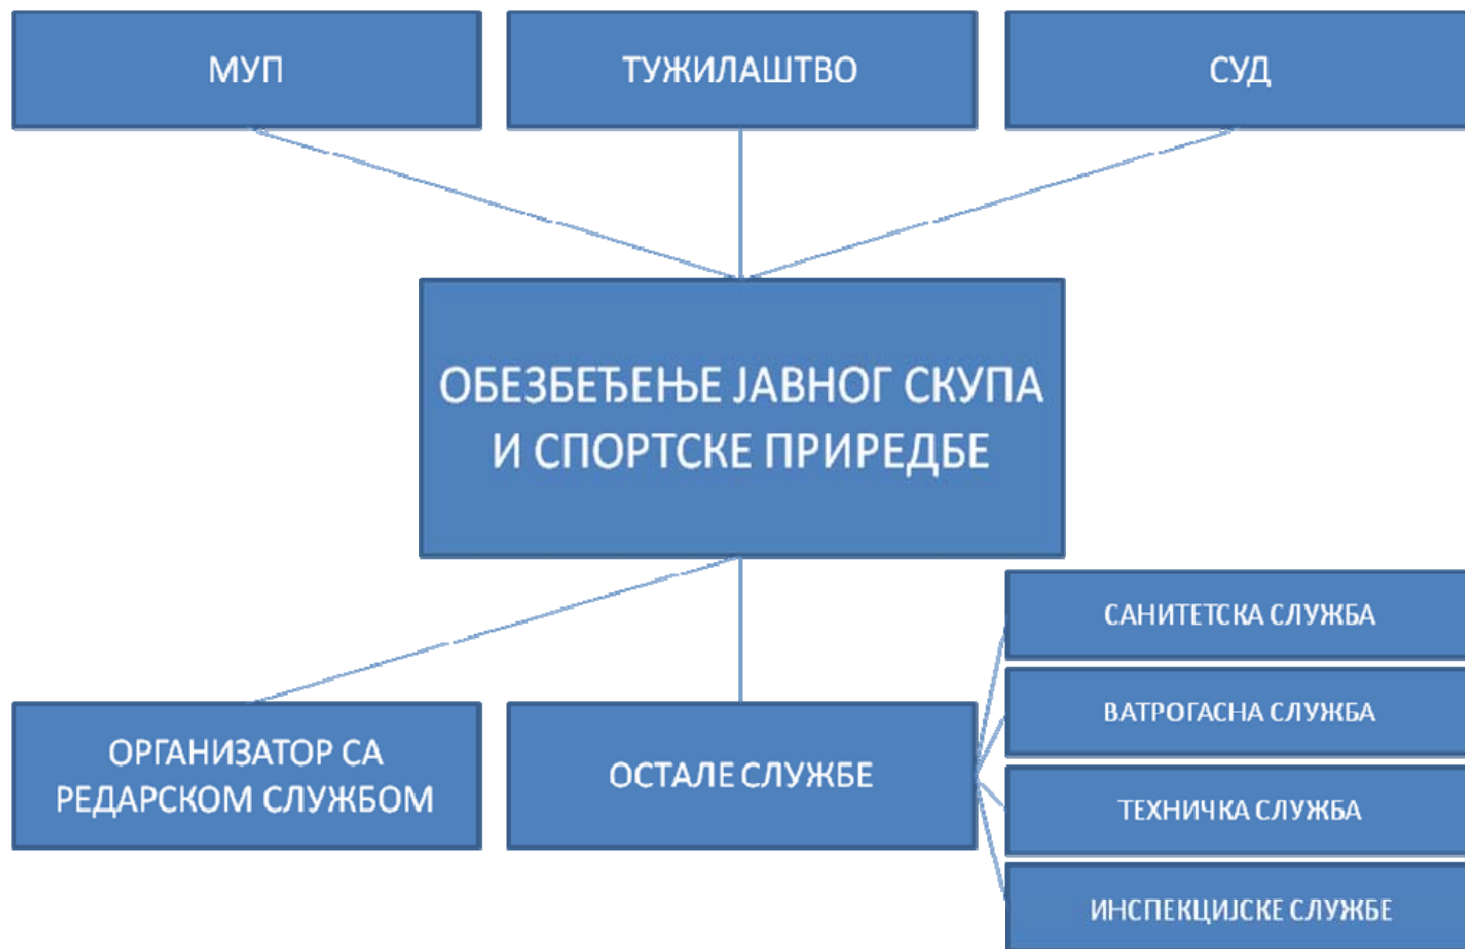 МУП
ТУЖИЛАШТВО
СУД
ОБЕЗБЕЂЕЊЕ ЈАВНОГ СКУПА
И СПОРТСКЕ ПРИРЕДБЕ
ОРГАНИЗАТОР СА
РЕДАРСКОМ СЛУЖБОМ
ОСТАЛЕ СЛУЖБЕ
САНИТЕТСКА СЛУЖБА
ВАТРОГАСНА СЛУЖБА
ТЕХНИЧКА СЛУЖБА
ИНСПЕКЦИЈСКЕ СЛУЖБЕ